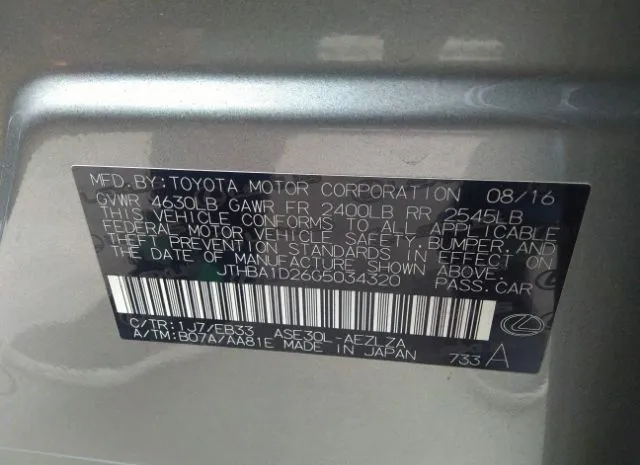 MFD.BY:TOYOTA MOTOR CORPORATION 08/16
GVWR 4630LB GAWR FR 2400LB RR 2545LB
THIS VEHICLE CONFORMS TO ALL APPLICABLE
FEDERAL MOTOR VEHICLE SAFETY,BUMPER,AND
THEFT PREVENTION STANDARDS IN EFFECT ON
THE DATE OF MANUFACTURE SHOWN ABOVE.
JTHBA1D26G5034320 PASS.CAR
C/TR:1J7/EB33 ASE30L-AEZLZA
A/TM:B07A/AA81E MADE IN JAPAN 733 A